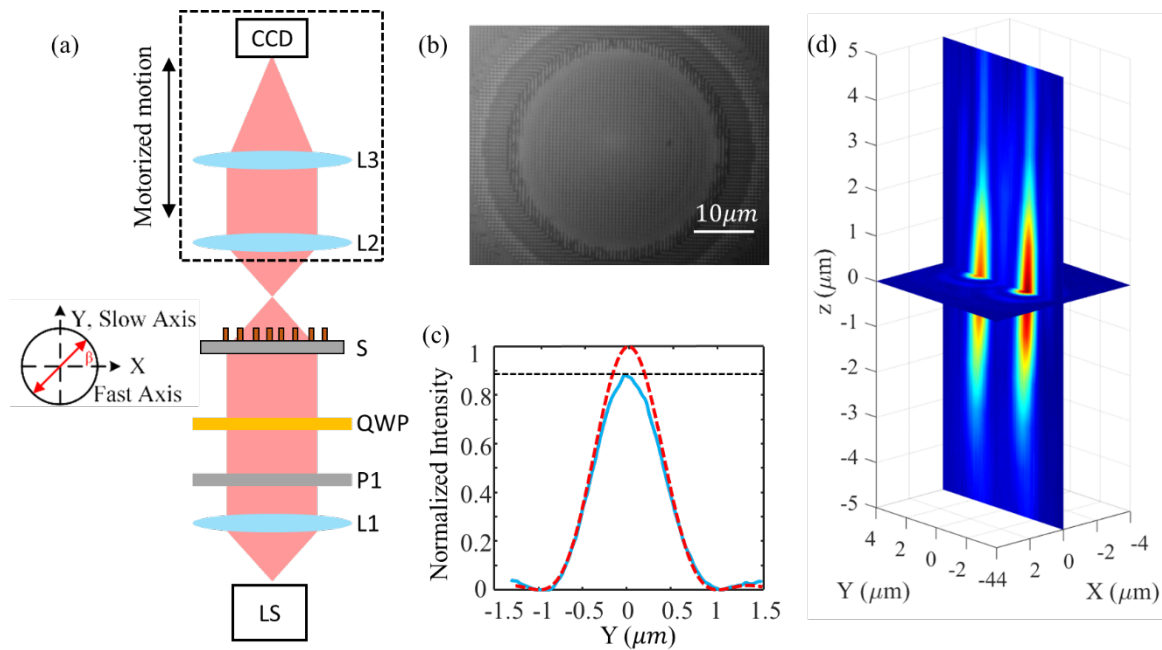 (a)
CCD
Motorized motion
L3
L2
Y, Slow Axis
X
β
Fast Axis
S
QWP
P1
L1
LS
(b)
10μm
(c)
Normalized Intensity
1
0.8
0.6
0.4
0.2
0
-1.5 -1 -0.5 0 0.5 1 1.5
Y (μm)
(d)
z (μm)
5
4
3
2
1
0
-1
-2
-3
-4
-5
4 2 0 -2 -44 2 0 -2 -4
Y (μm) X (μm)